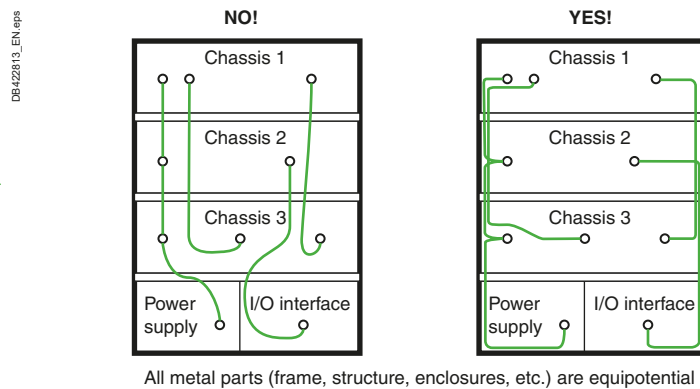 DB422813_EN.eps
NO!
Chassis 1
Chassis 2
Chassis 3
Power
supply
I/O interface
YES!
Chassis 1
Chassis 2
Chassis 3
Power
supply
I/O interface
All metal parts (frame, structure, enclosures, etc.) are equipotential